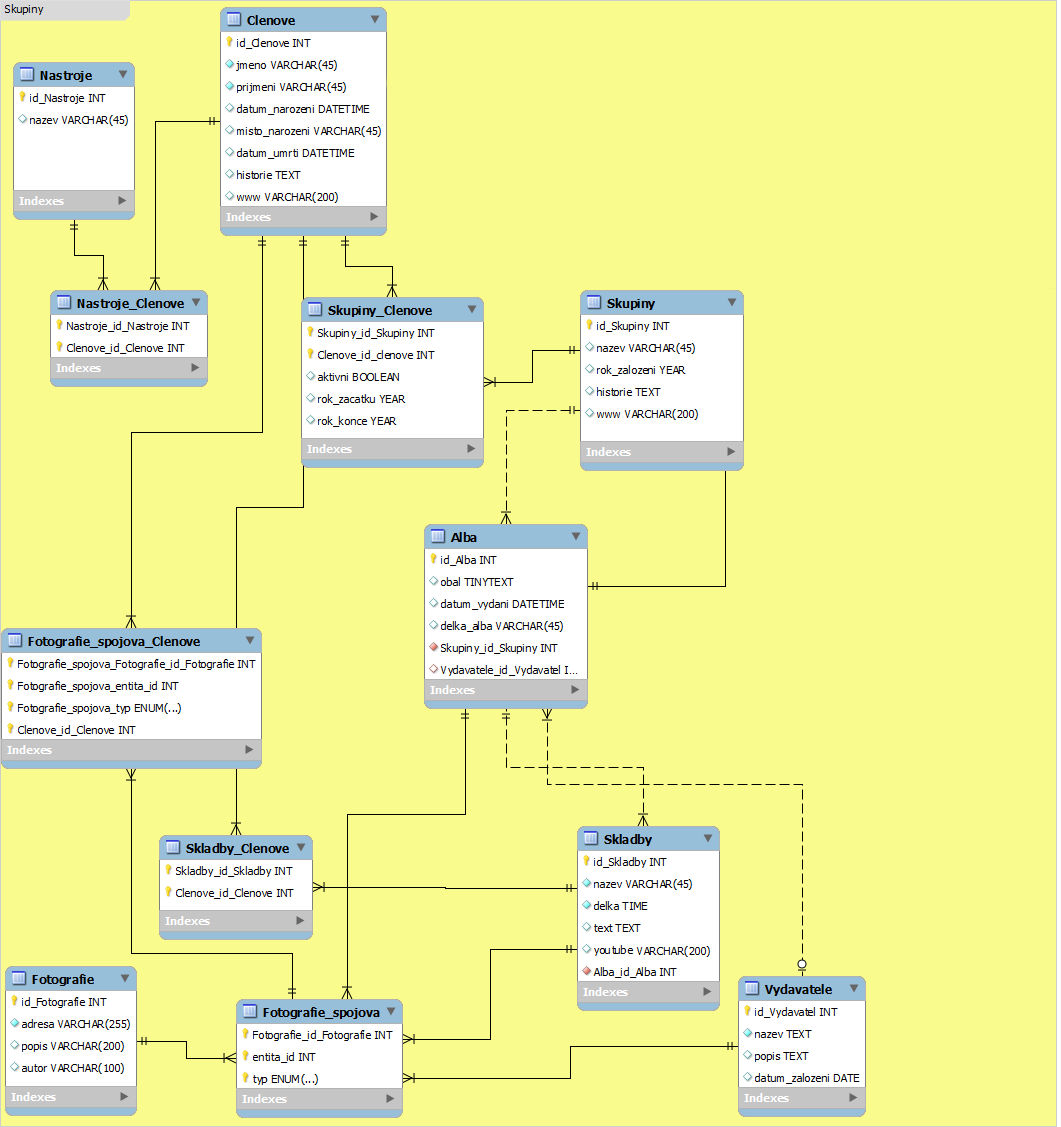 Skupiny
Clenove
id_Clenove INT
jmeno VARCHAR(45)
prijmeni VARCHAR(45)
datum_narozeni DATETIME
misto_narozeni VARCHAR(45)
datum_umrti DATETIME
historie TEXT
www VARCHAR(200)
Indexes
Nastroje
id_Nastroje INT
nazev VARCHAR(45)
Indexes
Nastroje_Clenove
Nastroje_id_Nastroje INT
Clenove_id_Clenove INT
Indexes
Skupiny_Clenove
Skupiny_id_Skupiny INT
Clenove_id_clenove INT
aktivni BOOLEAN
rok_zacatku YEAR
rok_konce YEAR
Indexes
Skupiny
id_Skupiny INT
nazev VARCHAR(45)
rok_zalozeni YEAR
historie TEXT
www VARCHAR(200)
Indexes
Alba
id_Alba INT
obal TINYTEXT
datum_vydani DATETIME
delka_alba VARCHAR(45)
Skupiny_id_Skupiny INT
Vydavatele_id_Vydavatel I...
Indexes
Fotografie_spojova_Clenove
Fotografie_spojova_Fotografie_id_Fotografie INT
Fotografie_spojova_entita_id INT
Fotografie_spojova_typ ENUM(...)
Clenove_id_Clenove INT
Indexes
Skladby_Clenove
Skladby_id_Skladby INT
Clenove_id_Clenove INT
Indexes
Skladby
id_Skladby INT
nazev VARCHAR(45)
delka TIME
text TEXT
youtube VARCHAR(200)
Alba_id_Alba INT
Indexes
Fotografie
id_Fotografie INT
adresa VARCHAR(255)
popis VARCHAR(200)
autor VARCHAR(100)
Indexes
Fotografie_spojova
Fotografie_id_Fotografie INT
entita_id INT
typ ENUM(...)
Indexes
Vydavatele
id_Vydavatel INT
nazev TEXT
popis TEXT
datum_zalozeni DATE
Indexes